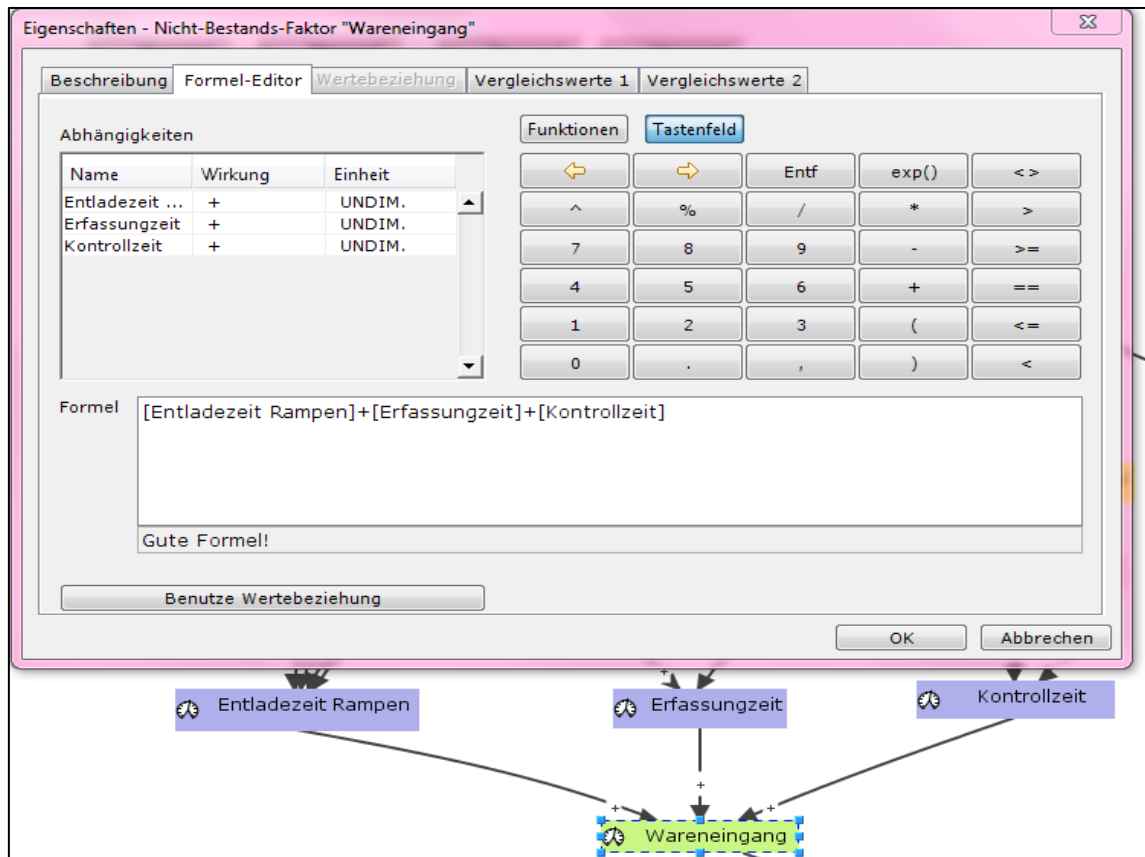 Eigenschaften - Nicht-Bestands-Faktor "Wareneingang"
Beschreibung Formel-Editor Wertebeziehung Vergleichswerte 1 Vergleichswerte 2
Abhängigkeiten
Funktionen Tastenfeld
Name Wirkung Einheit
Entladezeit ... + UNDIM.
Erfassungzeit + UNDIM.
Kontrollzeit + UNDIM.
Entf exp() < >
^ % / * >
7 8 9 - >=
4 5 6 + ==
1 2 3 ( <=
0 . , ) <
Formel
[Entladezeit Rampen]+[Erfassungzeit]+[Kontrollzeit]
Gute Formel!
Benutze Wertebeziehung
OK Abbrechen
+
Entladezeit Rampen Erfassungzeit Kontrollzeit
+ + +
Wareneingang